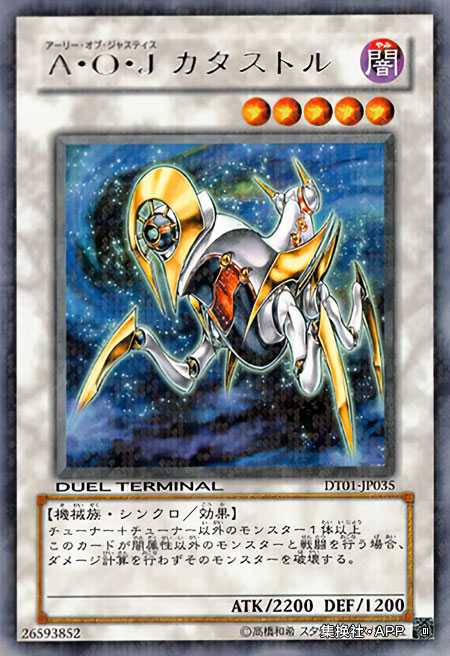 アーリー・オブ・ジャスティス
A・O・J カタストル
やみ
闇
DUEL TERMINAL
DT01-JP035
【機械族・シンクロ/効果】
チューナー+チューナー以外のモンスター1体以上
このカードが闇属性以外のモンスターと戦闘を行う場合、
ダメージ計算を行わずそのモンスターを破壊する。
ATK/2200 DEF/1200
26593852
©高橋和希 スタ
集換社・APP